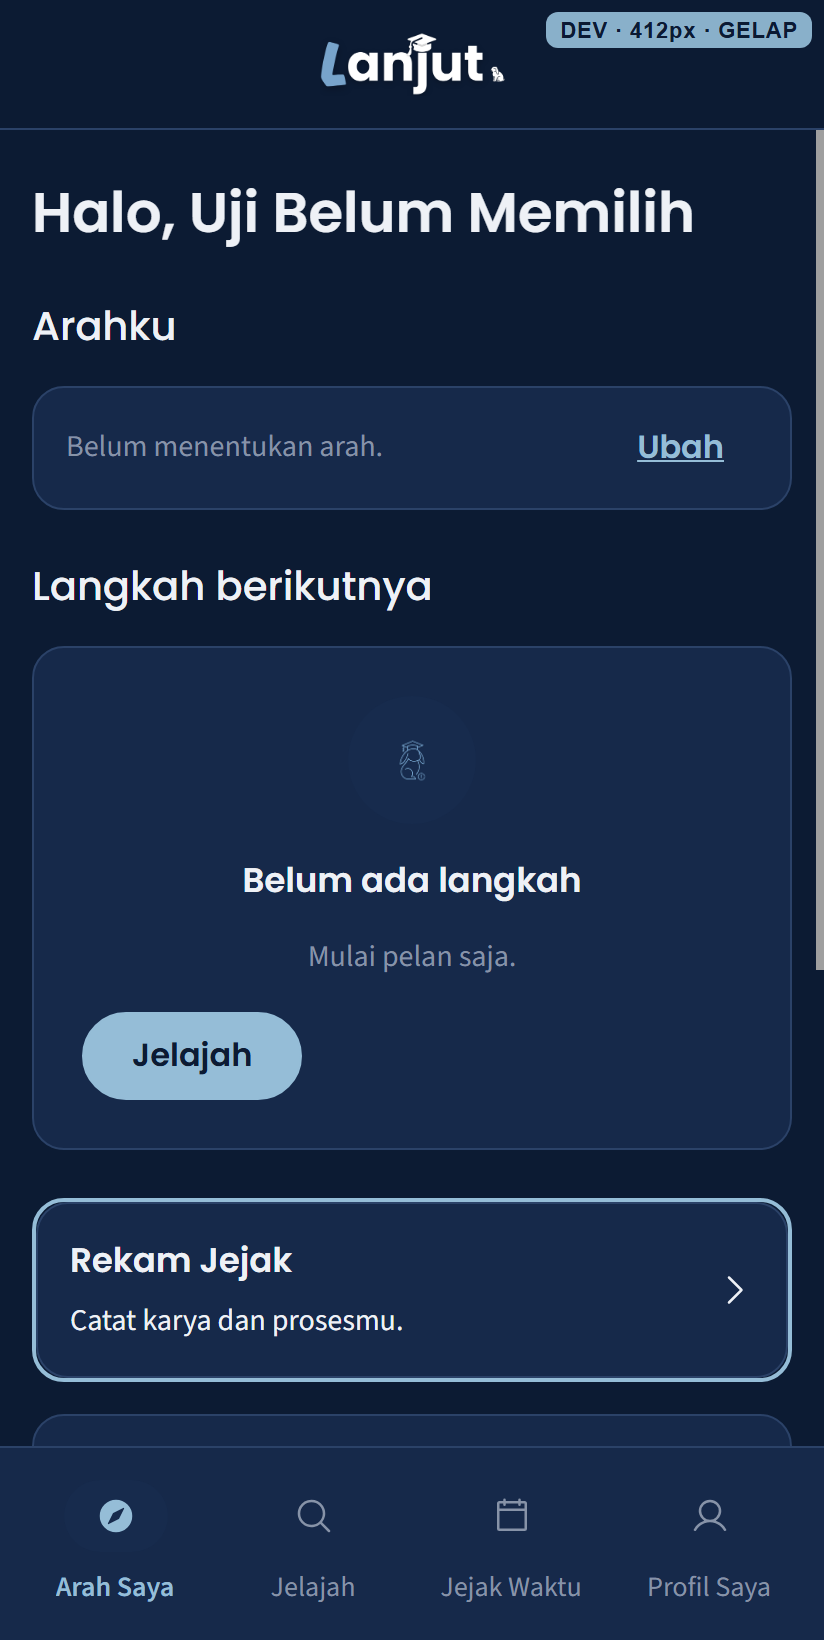 Lanjut
DEV · 412px · GELAP
Halo, Uji Belum Memilih
Arahku
Belum menentukan arah.
Ubah
Langkah berikutnya
Belum ada langkah
Mulai pelan saja.
Jelajah
Rekam Jejak
Catat karya dan prosesmu.
Arah Saya
Jelajah
Jejak Waktu
Profil Saya